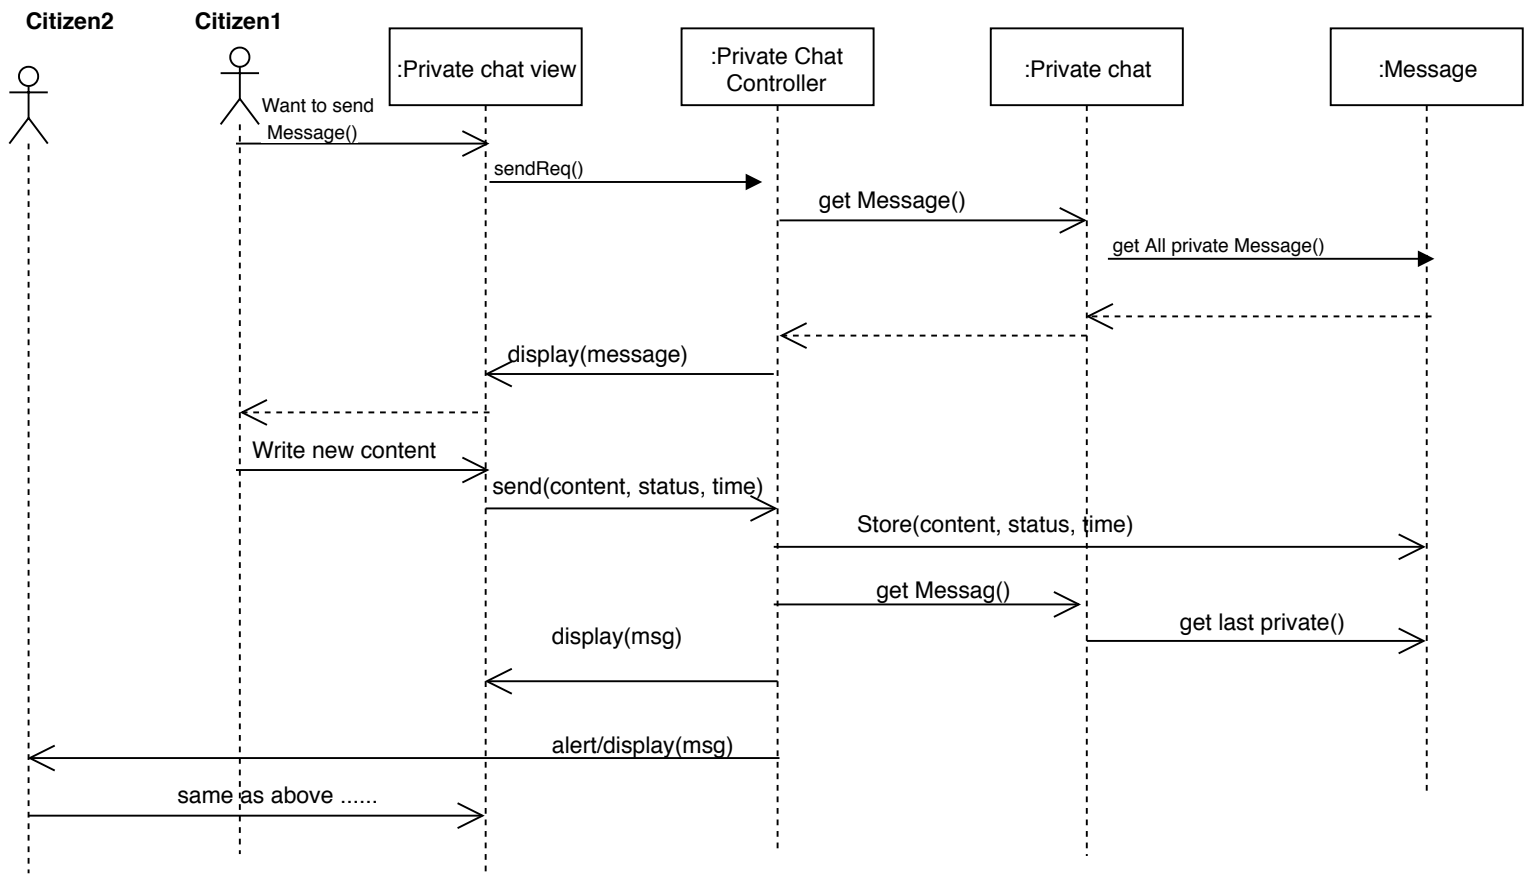 Citizen2
Citizen1
:Private chat view
:Private Chat
Controller
:Private chat
:Message
Want to send
Message()
sendReq()
get Message()
get All private Message()
display(message)
Write new content
send(content, status, time)
Store(content, status, time)
get Messag()
get last private()
display(msg)
alert/display(msg)
same as above ......